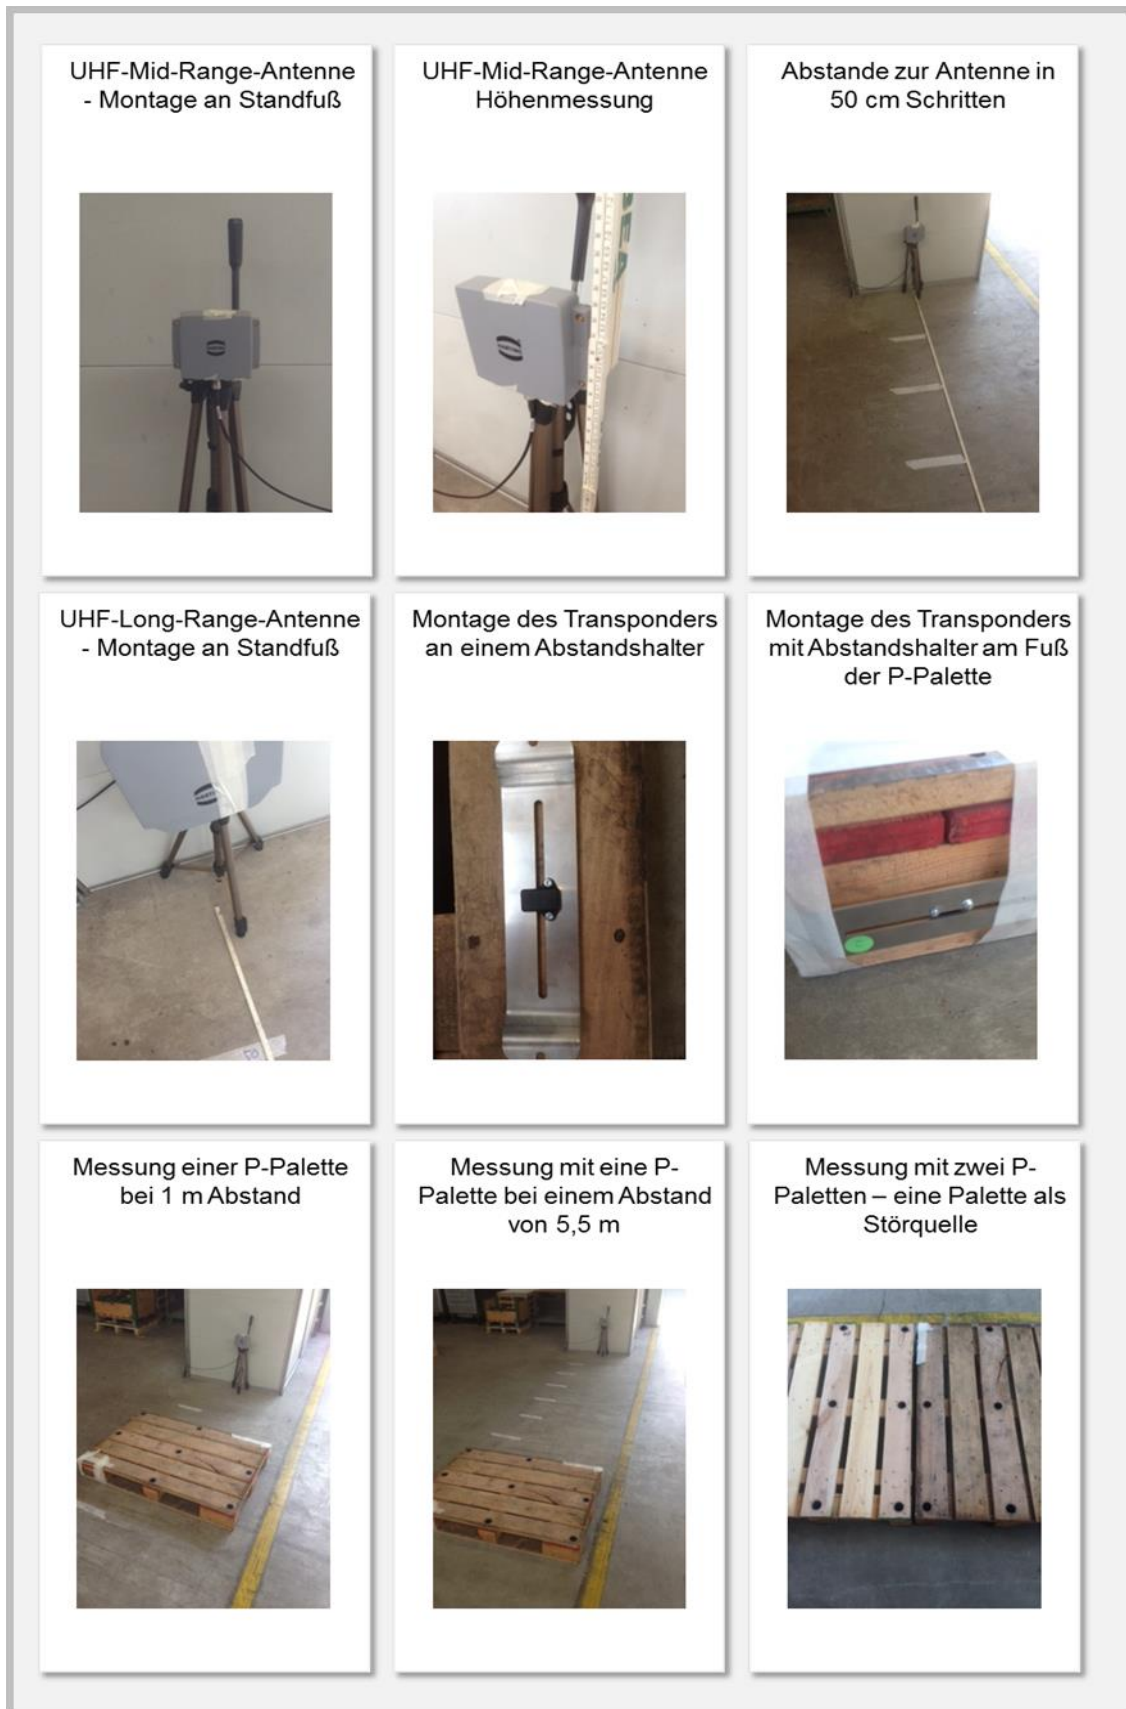 UHF-Mid-Range-Antenne
- Montage an Standfuß
UHF-Mid-Range-Antenne
Höhenmessung
Abstande zur Antenne in
50 cm Schritten
UHF-Long-Range-Antenne
- Montage an Standfuß
Montage des Transponders
an einem Abstandshalter
Montage des Transponders
mit Abstandshalter am Fuß
der P-Palette
Messung einer P-Palette
bei 1 m Abstand
Messung mit eine P-
Palette bei einem Abstand
von 5,5 m
Messung mit zwei P-
Paletten – eine Palette als
Störquelle